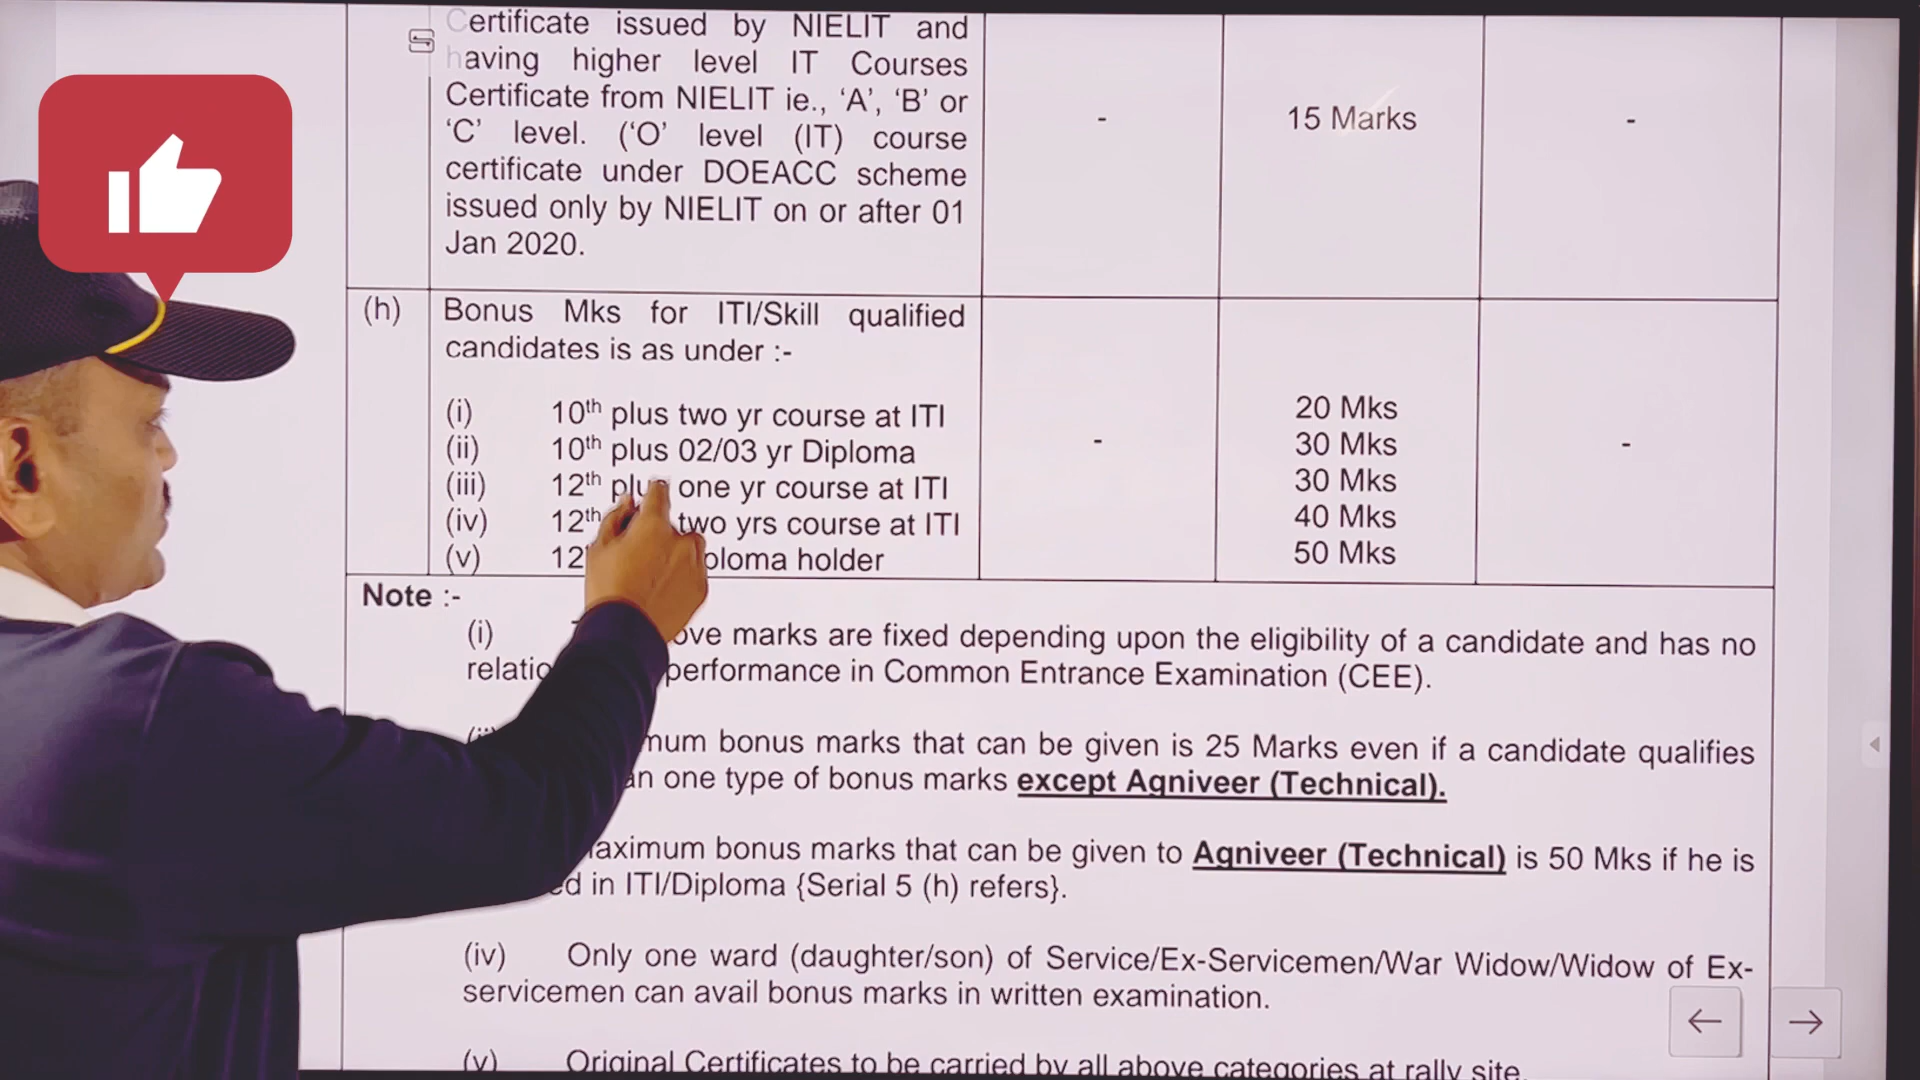 Certificate issued by NIELIT and
having higher level IT Courses
Certificate from NIELIT ie., ‘A’, ‘B’ or
‘C’ level. (‘O’ level (IT) course
certificate under DOEACC scheme
issued only by NIELIT on or after 01
Jan 2020.
-
15 Marks
-
(h) Bonus Mks for ITI/Skill qualified
candidates is as under :-
(i) 10th plus two yr course at ITI 20 Mks
(ii) 10th plus 02/03 yr Diploma 30 Mks
- -
(iii) 12th plus one yr course at ITI 30 Mks
(iv) 12th two yrs course at ITI 40 Mks
(v) holder 50 Mks
Note :-
(i) marks are fixed depending upon the eligibility of a candidate and has no
performance in Common Entrance Examination (CEE).
bonus marks that can be given is 25 Marks even if a candidate qualifies
one type of bonus marks except Agniveer (Technical).
bonus marks that can be given to Agniveer (Technical) is 50 Mks if he is
in ITI/Diploma {Serial 5 (h) refers}.
(iv) Only one ward (daughter/son) of Service/Ex-Servicemen/War Widow/Widow of Ex-
servicemen can avail bonus marks in written examination.
(v) Original Certificates to be carried by all above categories at rally site.